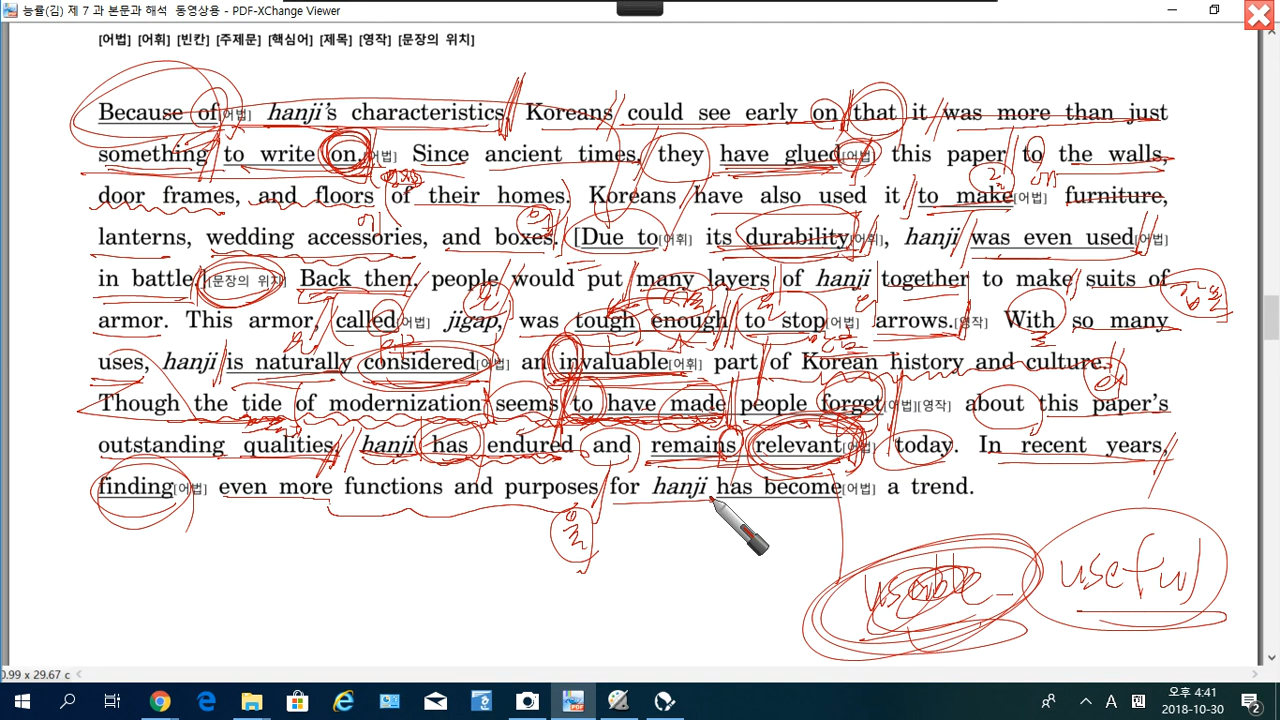 능률(김) 제 7 과 본문과 해석 동영상용 - PDF-XChange Viewer
[어법] [어휘] [빈칸] [주제문] [핵심어] [제목] [영작] [문장의 위치]
Because of[어법] hanji's characteristics, Koreans could see early on that it was more than just
something to write on.[어법] Since ancient times, they have glued[어법] this paper to the walls,
door frames, and floors of their homes. Koreans have also used it to make[어법] furniture,
lanterns, wedding accessories, and boxes. [Due to[어휘] its durability[어휘], hanji was even used[어법]
in battle.][문장의 위치] Back then, people would put many layers of hanji together to make suits of
armor. This armor, called[어법] jigap, was tough enough to stop[어법] arrows.[영작] With so many
uses, hanji is naturally considered[어법] an invaluable[어휘] part of Korean history and culture.
Though the tide of modernization seems to have made people forget[어법][영작] about this paper's
outstanding qualities, hanji has endured and remains relevant[어법] today. In recent years,
finding[어법] even more functions and purposes for hanji has become[어법] a trend.
을
useful
0.99 x 29.67 c
A
오후 4:41
2018-10-30
2